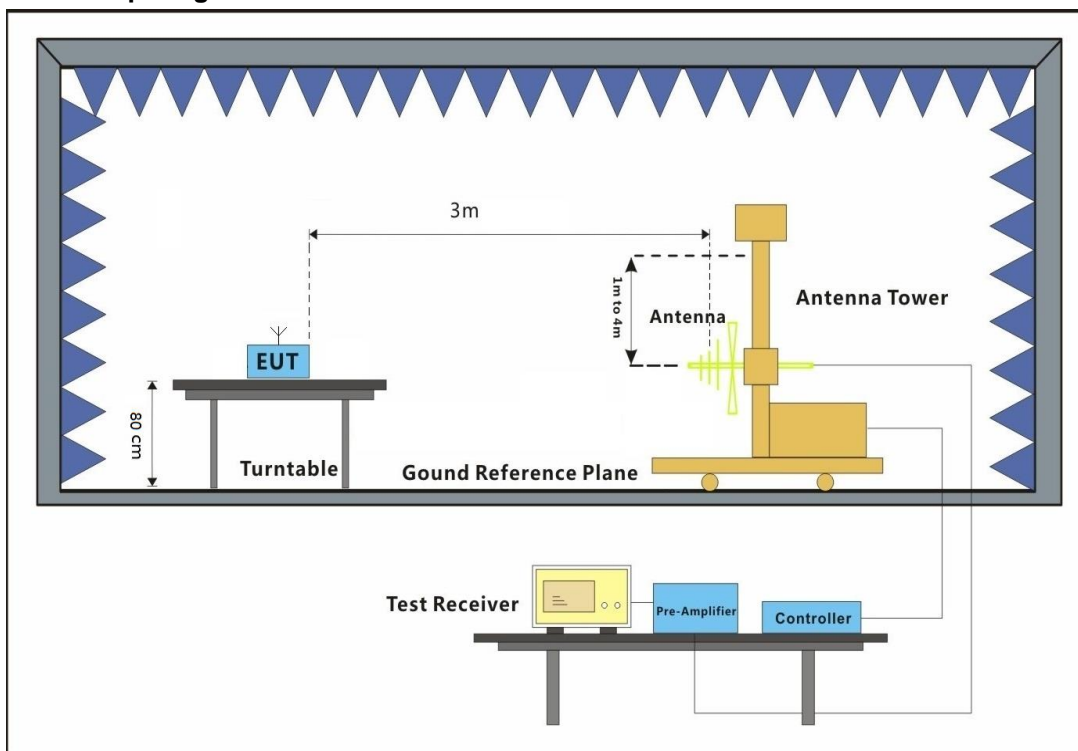 3m
1m to 4m
Antenna
Antenna Tower
EUT
80 cm
Turntable
Gound Reference Plane
Test Receiver
Pre-Amplifier
Controller